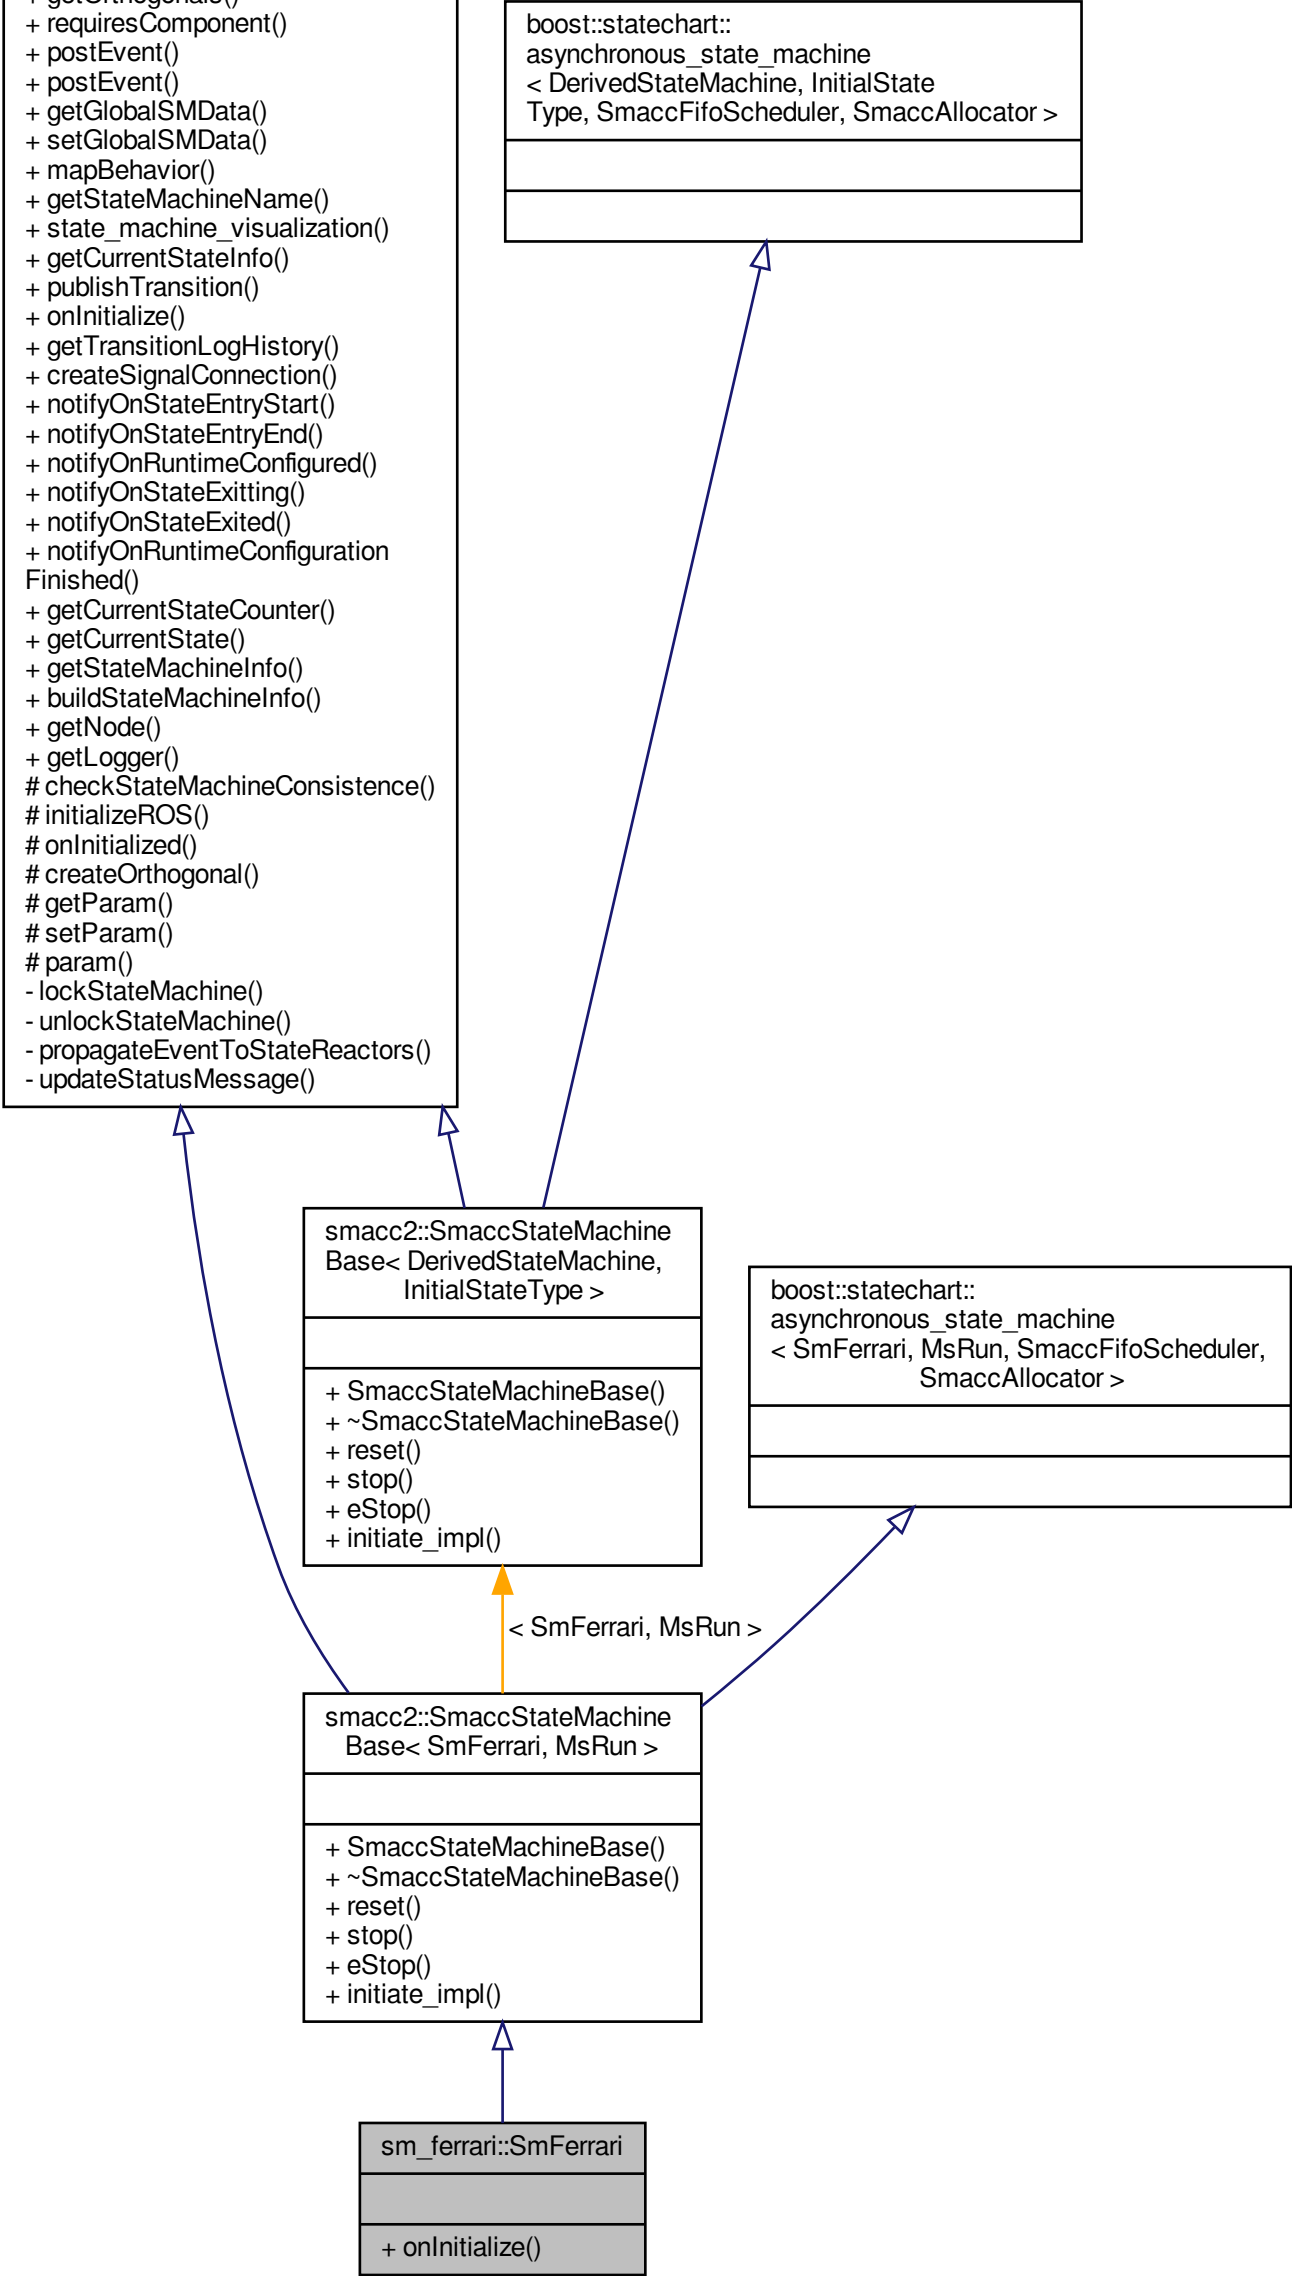 + getOrthogonals()
+ requiresComponent()
+ postEvent()
+ postEvent()
+ getGlobalSMData()
+ setGlobalSMData()
+ mapBehavior()
+ getStateMachineName()
+ state_machine_visualization()
+ getCurrentStateInfo()
+ publishTransition()
+ onInitialize()
+ getTransitionLogHistory()
+ createSignalConnection()
+ notifyOnStateEntryStart()
+ notifyOnStateEntryEnd()
+ notifyOnRuntimeConfigured()
+ notifyOnStateExitting()
+ notifyOnStateExited()
+ notifyOnRuntimeConfiguration
Finished()
+ getCurrentStateCounter()
+ getCurrentState()
+ getStateMachineInfo()
+ buildStateMachineInfo()
+ getNode()
+ getLogger()
# checkStateMachineConsistence()
# initializeROS()
# onInitialized()
# createOrthogonal()
# getParam()
# setParam()
# param()
- lockStateMachine()
- unlockStateMachine()
- propagateEventToStateReactors()
- updateStatusMessage()
boost::statechart::
asynchronous_state_machine
< DerivedStateMachine, InitialState
Type, SmaccFifoScheduler, SmaccAllocator >
smacc2::SmaccStateMachine
Base< DerivedStateMachine,
InitialStateType >
+ SmaccStateMachineBase()
+ ~SmaccStateMachineBase()
+ reset()
+ stop()
+ eStop()
+ initiate_impl()
boost::statechart::
asynchronous_state_machine
< SmFerrari, MsRun, SmaccFifoScheduler,
SmaccAllocator >
< SmFerrari, MsRun >
smacc2::SmaccStateMachine
Base< SmFerrari, MsRun >
+ SmaccStateMachineBase()
+ ~SmaccStateMachineBase()
+ reset()
+ stop()
+ eStop()
+ initiate_impl()
sm_ferrari::SmFerrari
+ onInitialize()